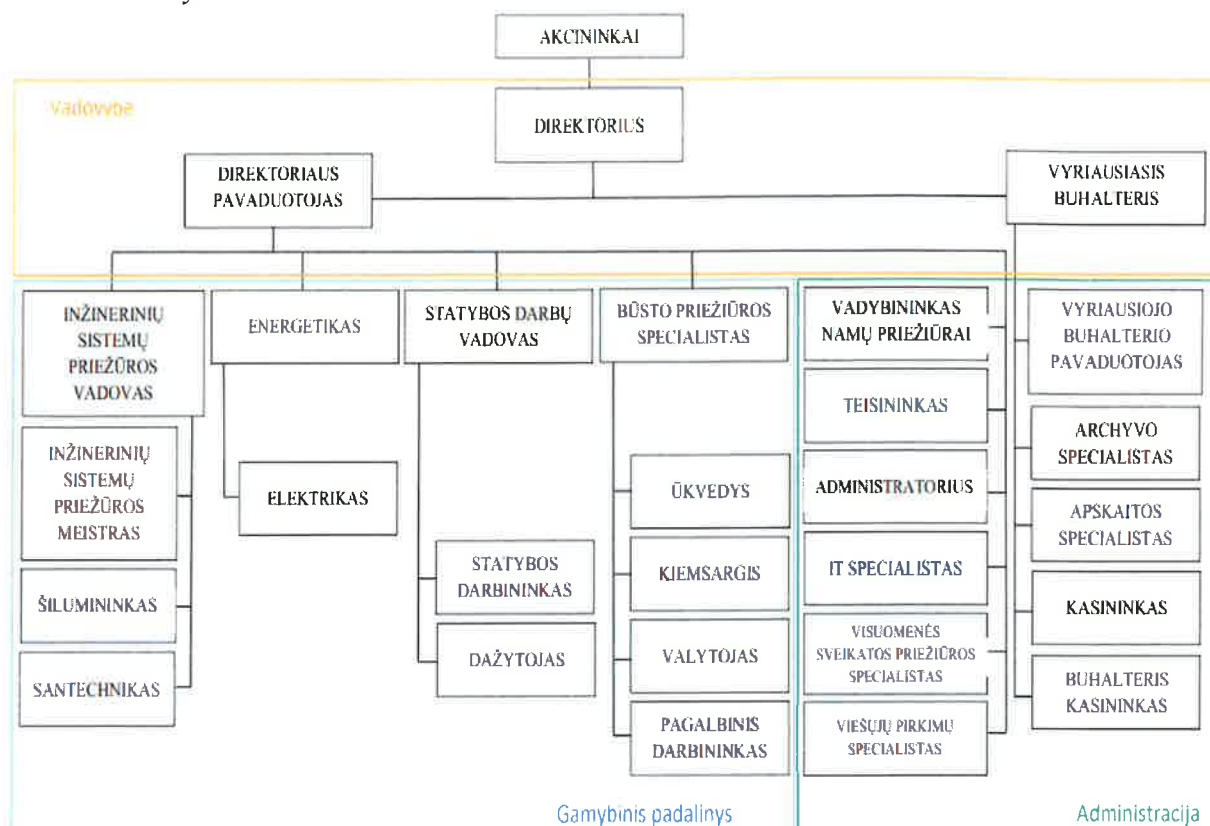 AKCININKAI
Vadovybė
DIREKTORIUS
DIREKTORIAUS
PAVADUOTOJAS
VYRIAUSIASIS
BUHALTERIS
INŽINERINIŲ
SISTEMŲ
PRIEŽŪROS
VADOVAS
ENERGETIKAS
STATYBOS DARBŲ
VADOVAS
BŪSTO PRIEŽIŪROS
SPECIALISTAS
VADYBININKAS
NAMŲ PRIEŽIŪRAI
VYRIAUSIOJO
BUHALTERIO
PAVADUOTOJAS
INŽINERINIŲ
SISTEMŲ
PRIEŽŪROS
MEISTRAS
ŠILUMININKAS
SANTECHNIKAS
ELEKTRIKAS
STATYBOS
DARBININKAS
DAŽYTOJAS
ŪKVEDYS
KIEMSARGIS
VALYTOJAS
PAGALBINIS
DARBININKAS
TEISININKAS
ADMINISTRATORIUS
IT SPECIALISTAS
VISUOMENĖS
SVEIKATOS PRIEŽIŪROS
SPECIALISTAS
VIEŠŲJŲ PIRKIMŲ
SPECIALISTAS
ARCHYVO
SPECIALISTAS
APSKAITOS
SPECIALISTAS
KASININKAS
BUHALTERIS
KASININKAS
Gamybinis padalinys
Administracija